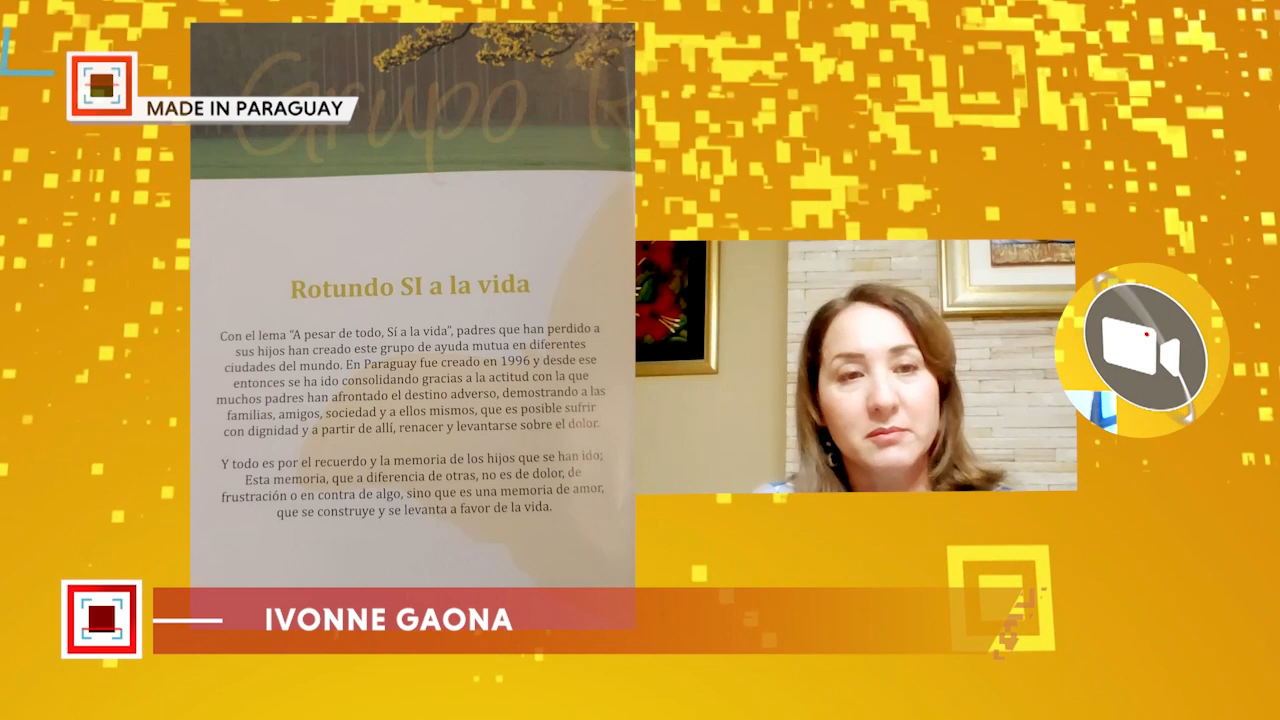 MADE IN PARAGUAY
Grupo R
Rotundo SI a la vida
Con el lema "A pesar de todo, Sí a la vida", padres que han perdido a
sus hijos han creado este grupo de ayuda mutua en diferentes
ciudades del mundo. En Paraguay fue creado en 1996 y desde ese
entonces se ha ido consolidando gracias a la actitud con la que
muchos padres han afrontado el destino adverso, demostrando a las
familias, amigos, sociedad y a ellos mismos, que es posible sufrir
con dignidad y a partir de allí, renacer y levantarse sobre el dolor.
Y todo es por el recuerdo y la memoria de los hijos que se han ido;
Esta memoria, que a diferencia de otras, no es de dolor, de
frustración o en contra de algo, sino que es una memoria de amor,
que se construye y se levanta a favor de la vida.
IVONNE GAONA